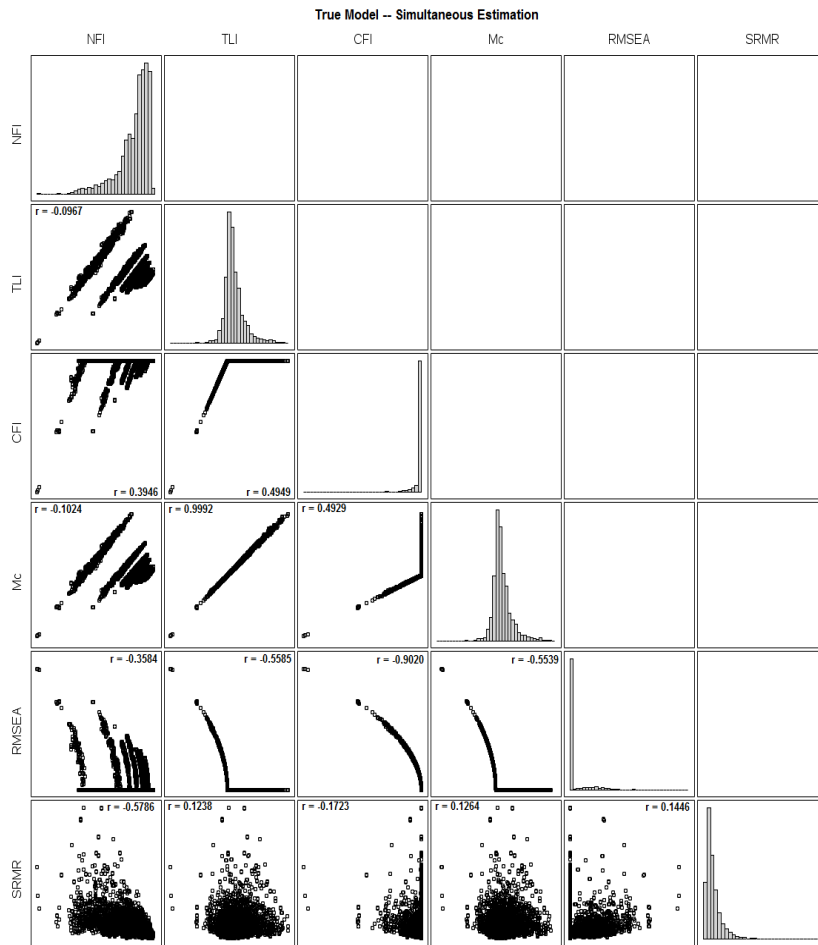 True Model -- Simultaneous Estimation
NFI TLI CFI Mc RMSEA SRMR
NFI
TLI
r = -0.0967
CFI
r = 0.3946
r = 0.4949
Mc
r = -0.1024
r = 0.9992
r = 0.4929
RMSEA
r = -0.3584
r = -0.5585
r = -0.9020
r = -0.5539
SRMR
r = -0.5786
r = 0.1238
r = -0.1723
r = 0.1264
r = 0.1446